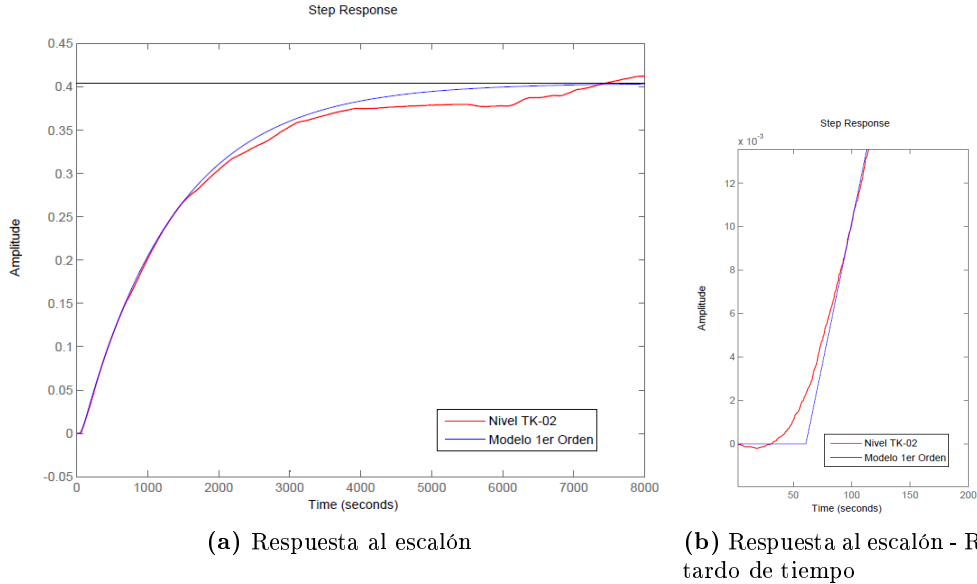 Step Response
0.45
0.4
0.35
0.3
0.25
0.2
0.15
0.1
0.05
0
-0.05
Amplitude
0 1000 2000 3000 4000 5000 6000 7000 8000
Time (seconds)
Nivel TK-02
Modelo 1er Orden
(a) Respuesta al escalón
Step Response
x 10⁻³
12
10
8
6
4
2
0
Amplitude
50 100 150 200
Time (seconds)
Nivel TK-02
Modelo 1er Orden
(b) Respuesta al escalón - R
tardo de tiempo